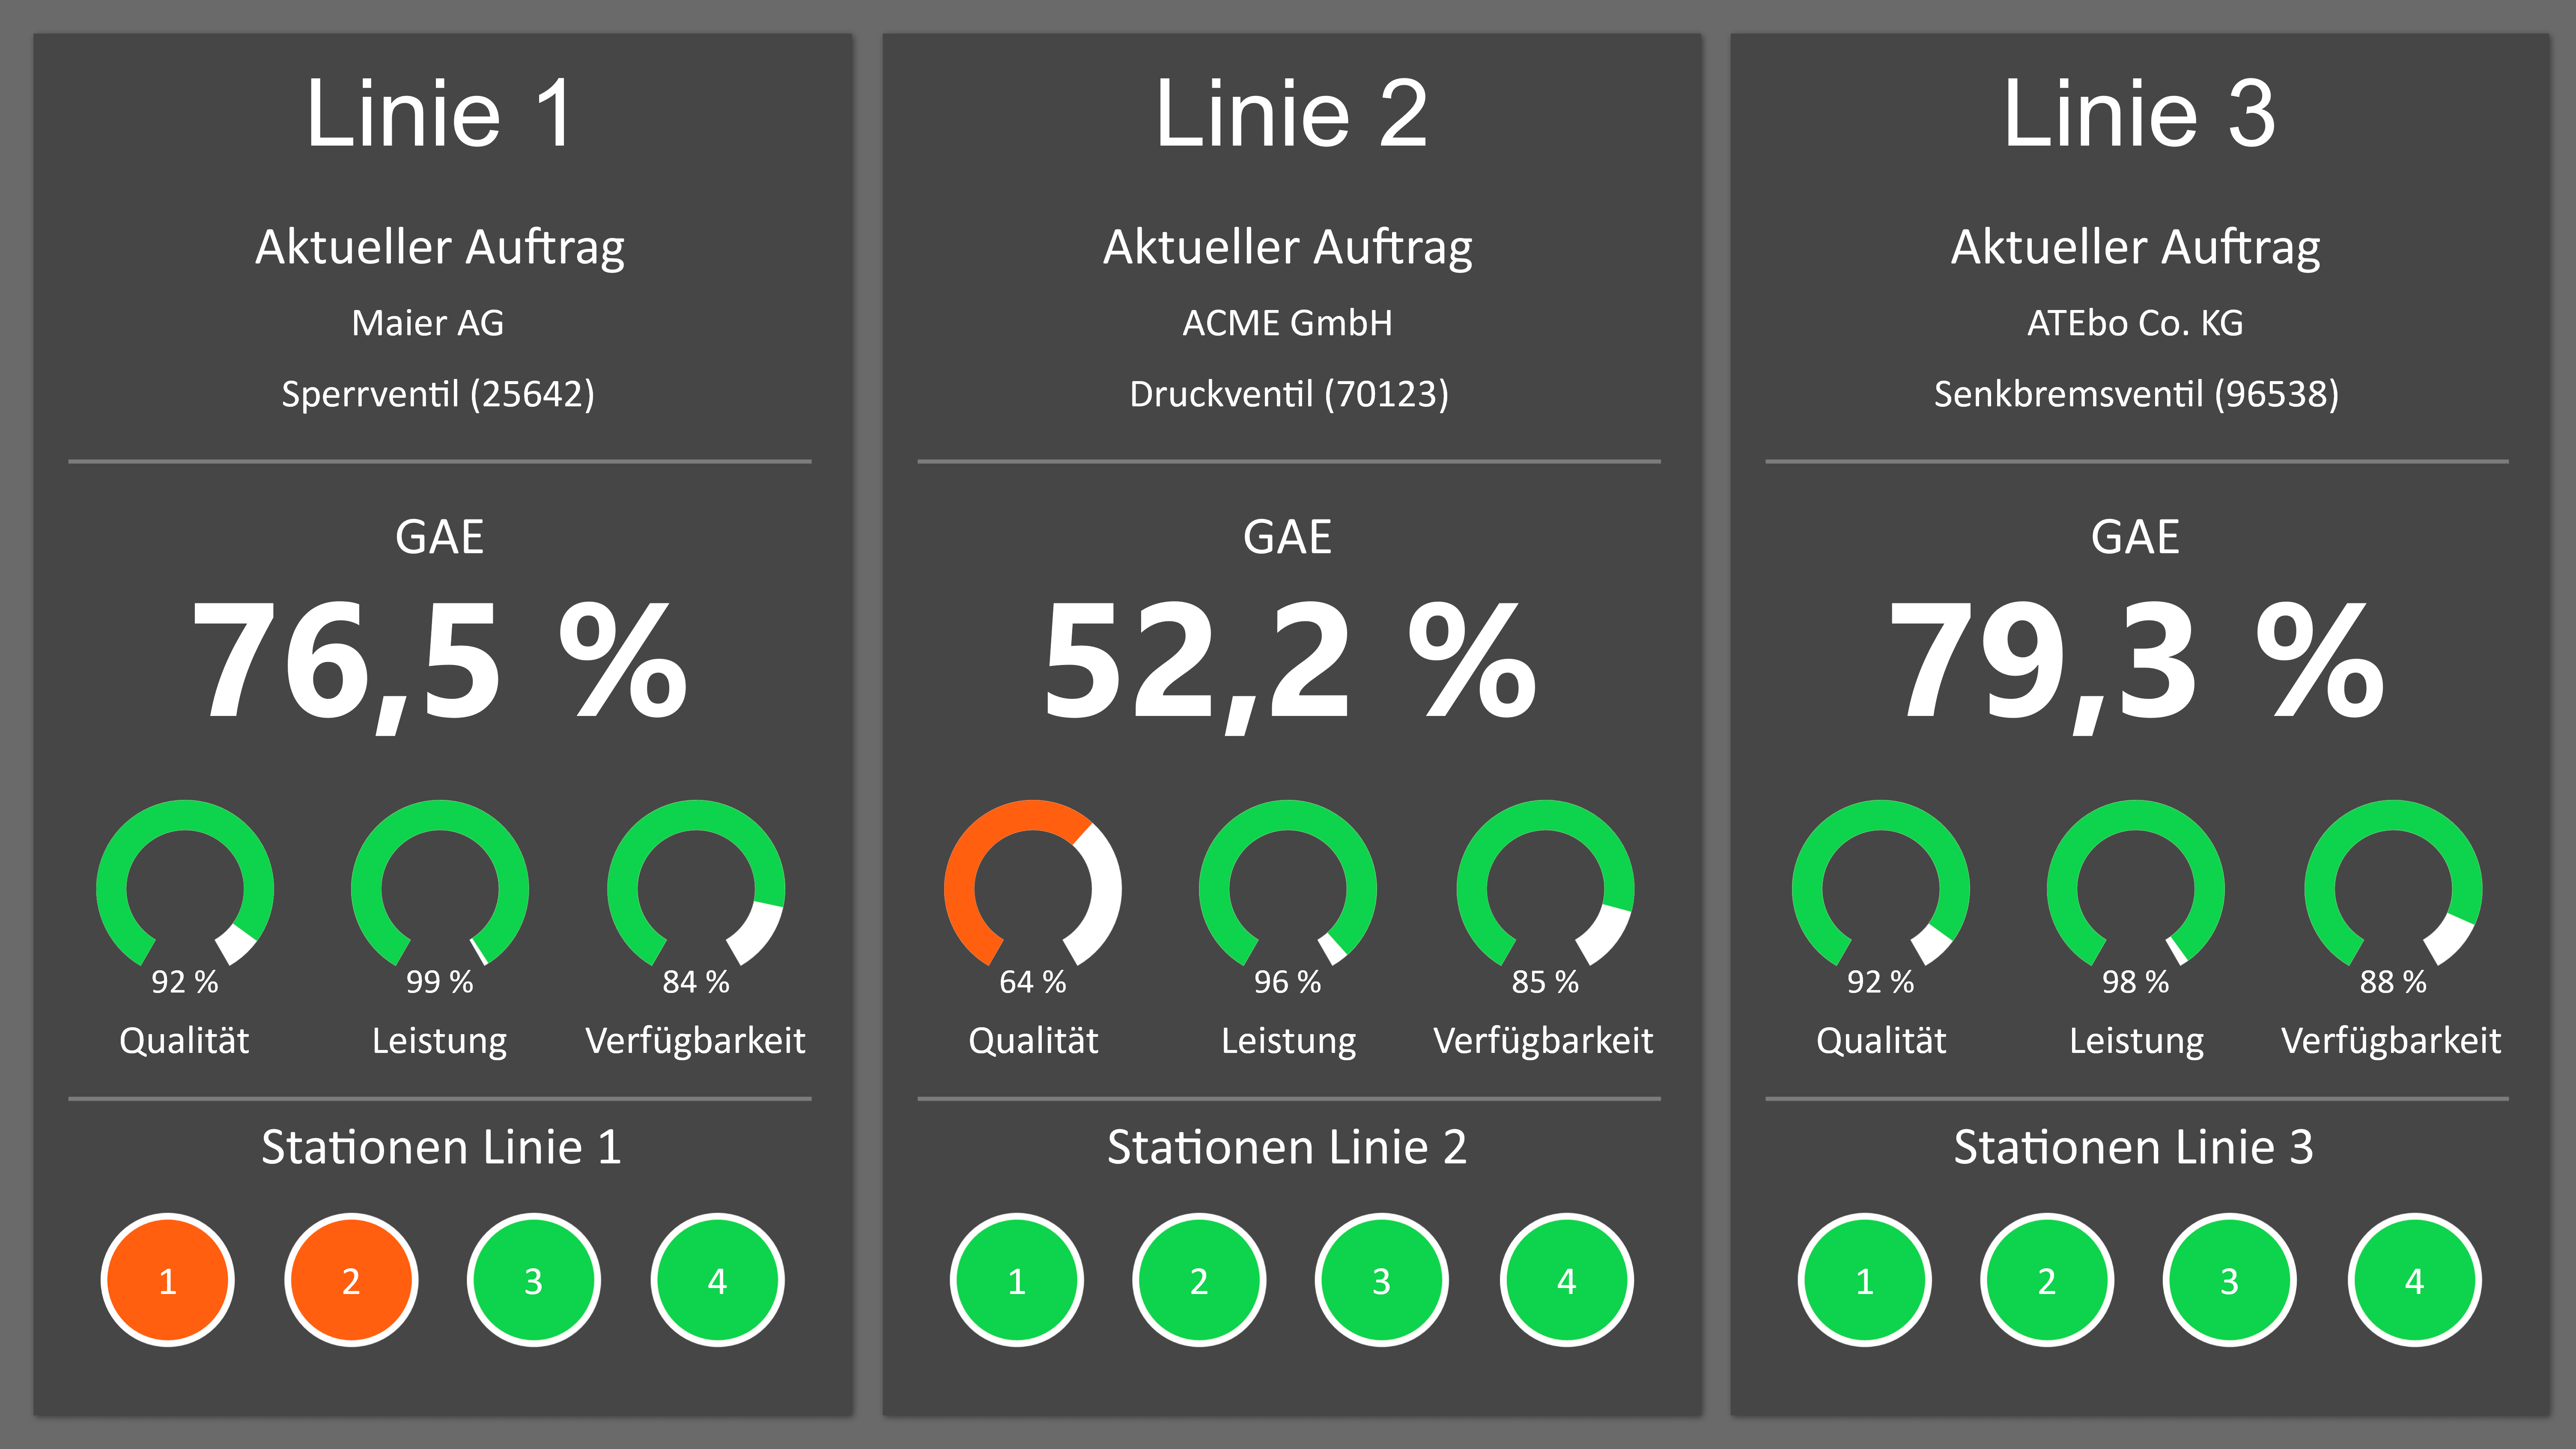 Linie 1
Aktueller Auftrag
Maier AG
Sperrventil (25642)
GAE
76,5 %
92 %
99 %
84 %
Qualität
Leistung
Verfügbarkeit
Stationen Linie 1
1
2
3
4
Linie 2
Aktueller Auftrag
ACME GmbH
Druckventil (70123)
GAE
52,2 %
64 %
96 %
85 %
Qualität
Leistung
Verfügbarkeit
Stationen Linie 2
1
2
3
4
Linie 3
Aktueller Auftrag
ATEbo Co. KG
Senkbremsventil (96538)
GAE
79,3 %
92 %
98 %
88 %
Qualität
Leistung
Verfügbarkeit
Stationen Linie 3
1
2
3
4